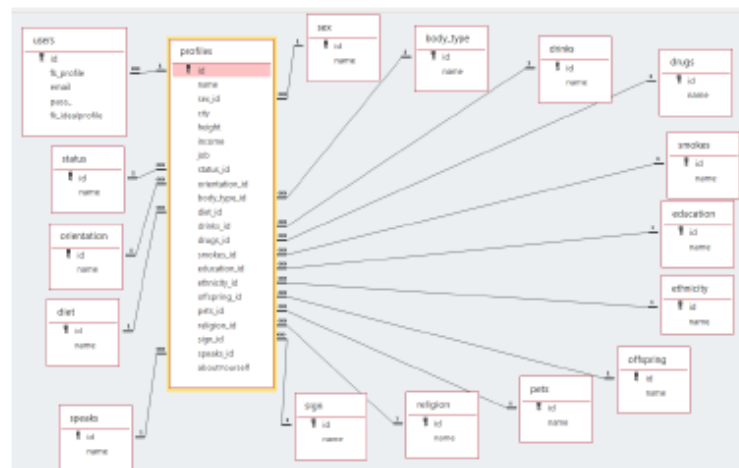 users
id
fk_profile
email
pass_
fk_idealprofile
profiles
id
name
sex_id
city
height
income
job
status_id
orientation_id
body_type_id
diet_id
drinks_id
drugs_id
smokes_id
education_id
ethnicity_id
offspring_id
pets_id
religion_id
sign_id
speaks_id
aboutYourself
sex
id
name
body_type
id
name
drinks
id
name
drugs
id
name
smokes
id
name
education
id
name
ethnicity
id
name
offspring
id
name
pets
id
name
religion
id
name
sign
id
name
status
id
name
orientation
id
name
diet
id
name
speaks
id
name